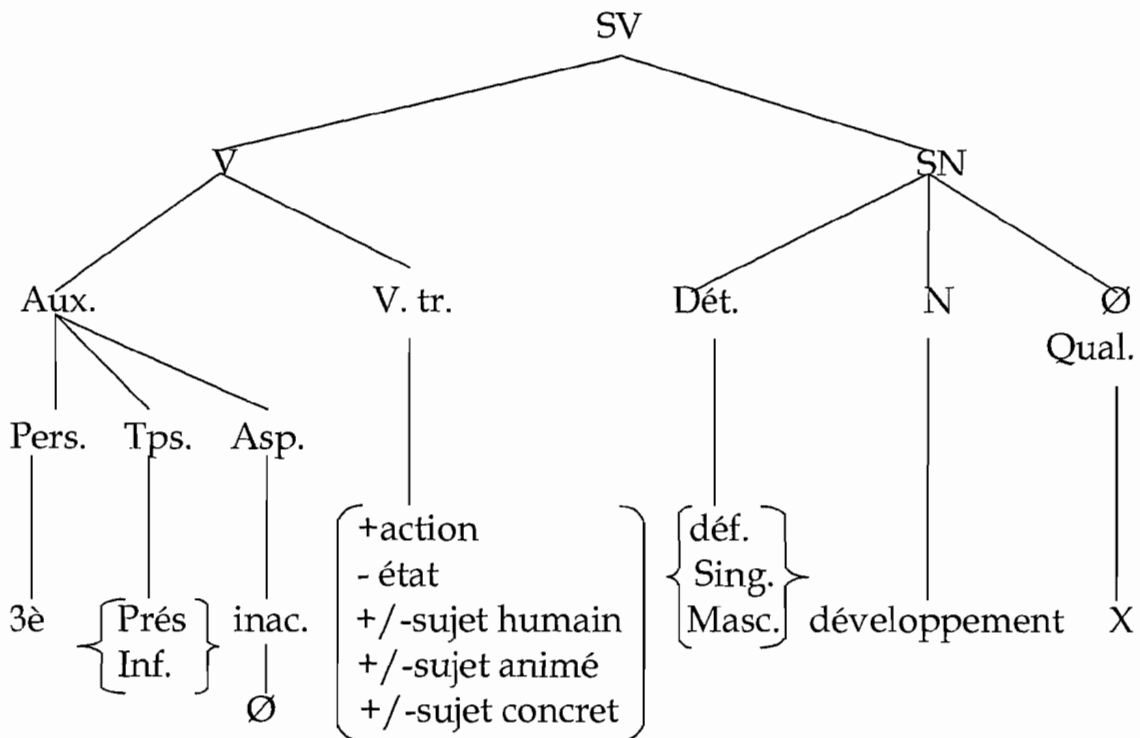 SV
V SN
Aux. V. tr. Dét. N Ø
Qual.
Pers. Tps. Asp.
+action déf.
- état Sing.
3è Prés inac. +/-sujet humain Masc. développement X
Inf. +/-sujet animé
Ø +/-sujet concret